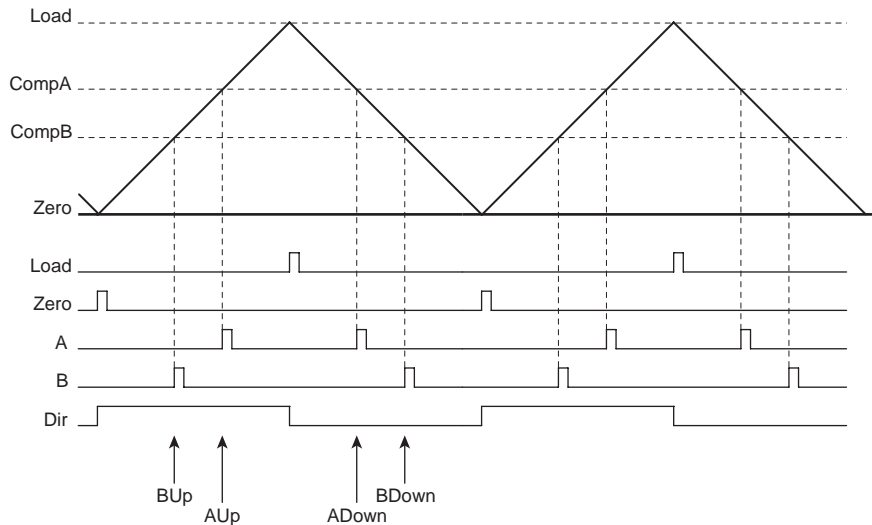 Load
CompA
CompB
Zero
Load
Zero
A
B
Dir
BUp
BDown
AUp
ADown